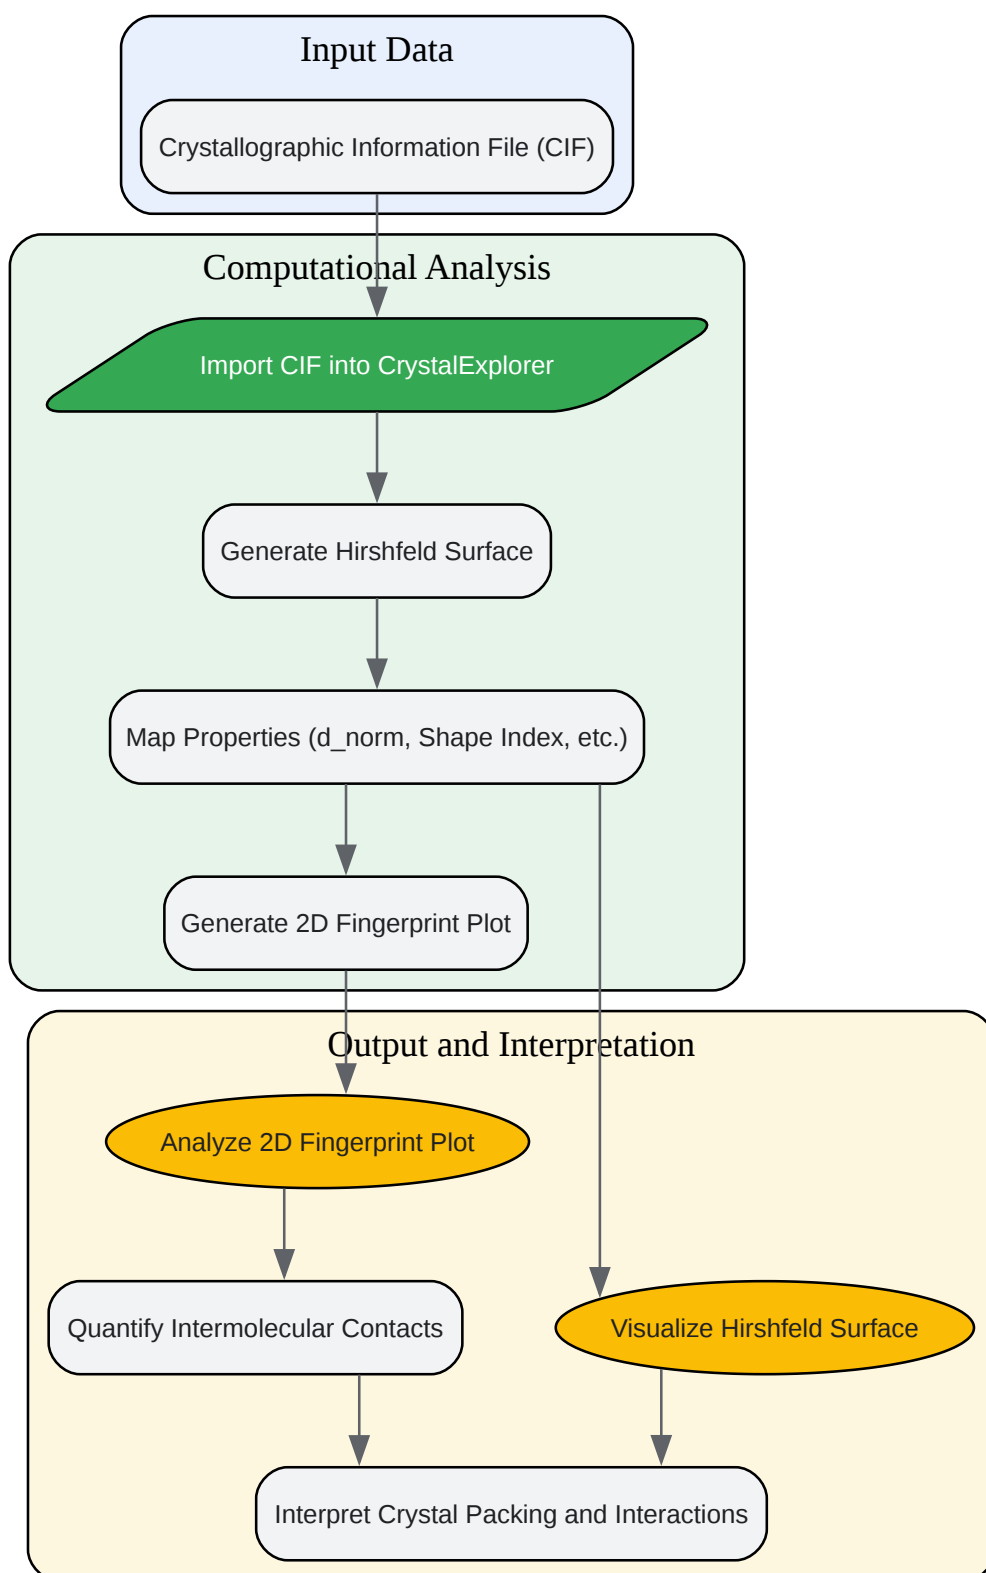 Input Data
Crystallographic Information File (CIF)
Computational Analysis
Import CIF into CrystalExplorer
Generate Hirshfeld Surface
Map Properties (d_norm, Shape Index, etc.)
Generate 2D Fingerprint Plot
Output and Interpretation
Analyze 2D Fingerprint Plot
Quantify Intermolecular Contacts
Visualize Hirshfeld Surface
Interpret Crystal Packing and Interactions